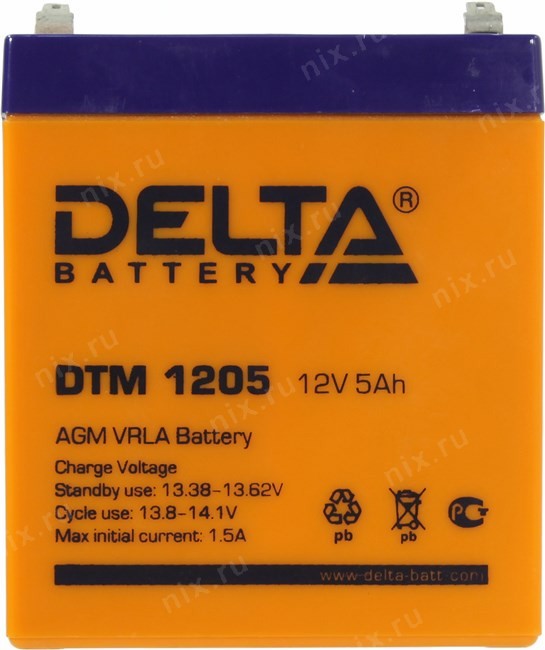 DELTA®
BATTERY
DTM 1205 12V 5Ah
AGM VRLA Battery
Charge Voltage
Standby use: 13.38-13.62V
Cycle use: 13.8-14.1V
Max initial current: 1.5A
pb pb РСТ
www.delta-batt.com
nix.ru